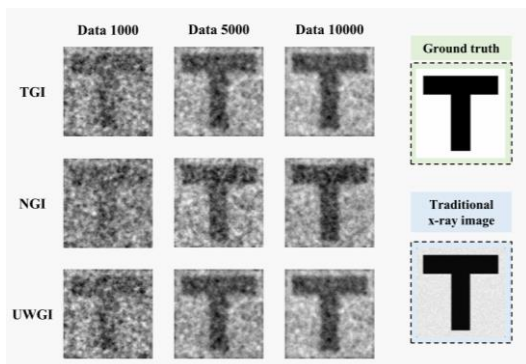 Data 1000 Data 5000 Data 10000
Ground truth
TGI
T
T
T
T
NGI
T
T
T
Traditional
x-ray image
UWGI
T
T
T
T